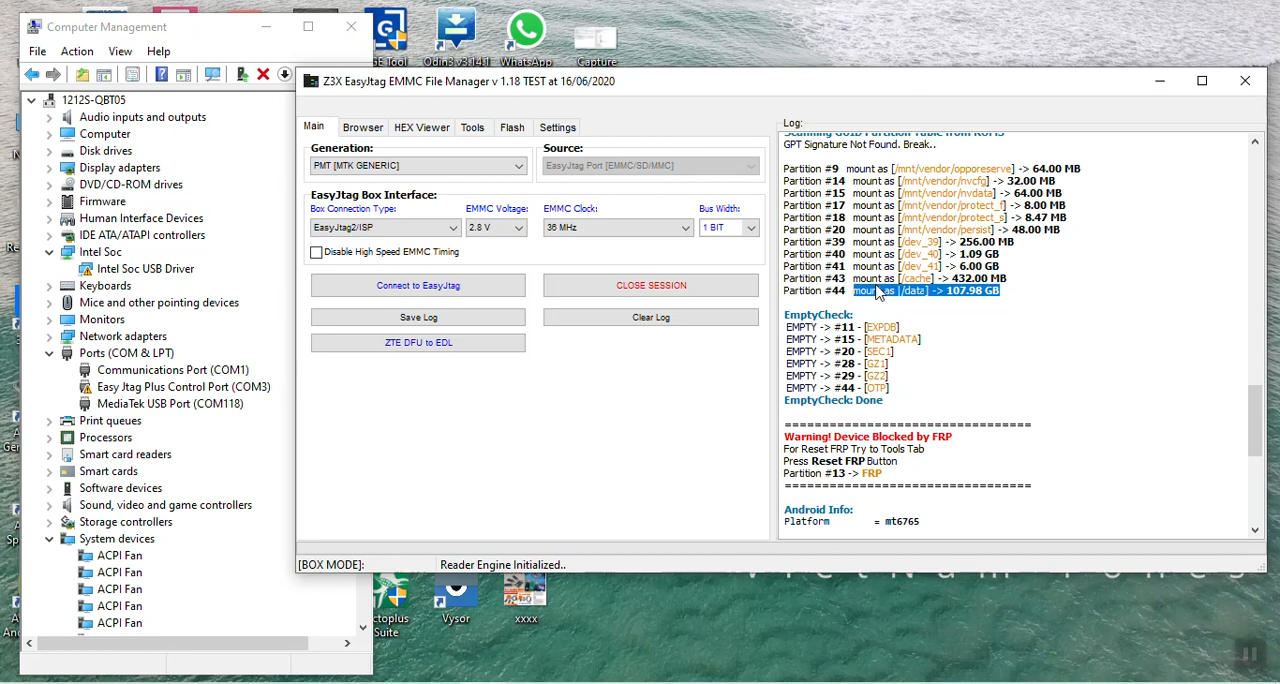 Computer Management
File Action View Help
1212S-QBT05
Audio inputs and outputs
Computer
Disk drives
Display adapters
DVD/CD-ROM drives
Firmware
Human Interface Devices
IDE ATA/ATAPI controllers
Intel Soc
Intel Soc USB Driver
Keyboards
Mice and other pointing devices
Monitors
Network adapters
Ports (COM & LPT)
Communications Port (COM1)
Easy Jtag Plus Control Port (COM3)
MediaTek USB Port (COM118)
Print queues
Processors
Smart card readers
Smart cards
Software devices
Sound, video and game controllers
Storage controllers
System devices
ACPI Fan
ACPI Fan
ACPI Fan
ACPI Fan
ACPI Fan
Odin3 v3.14.1
WhatsApp
Capture
Z3X EasyJtag EMMC File Manager v 1.18 TEST at 16/06/2020
Main Browser HEX Viewer Tools Flash Settings
Generation:
PMT [MTK GENERIC]
Source:
EasyJtag Port [EMMC/SD/MMC]
EasyJtag Box Interface:
Box Connection Type: EMMC Voltage: EMMC Clock: Bus Width:
EasyJtag2/ISP 2.8 V 36 MHz 1 BIT
Disable High Speed EMMC Timing
Connect to EasyJtag CLOSE SESSION
Save Log Clear Log
ZTE DFU to EDL
Log:
Scanning GUID Partition Table from ROM3
GPT Signature Not Found. Break..
Partition #9 mount as [/mnt/vendor/opporeserve] -> 64.00 MB
Partition #14 mount as [/mnt/vendor/nvcfg] -> 32.00 MB
Partition #15 mount as [/mnt/vendor/nvdata] -> 64.00 MB
Partition #17 mount as [/mnt/vendor/protect_f] -> 8.00 MB
Partition #18 mount as [/mnt/vendor/protect_s] -> 8.47 MB
Partition #20 mount as [/mnt/vendor/persist] -> 48.00 MB
Partition #39 mount as [/dev_39] -> 256.00 MB
Partition #40 mount as [/dev_40] -> 1.09 GB
Partition #41 mount as [/dev_41] -> 6.00 GB
Partition #43 mount as [/cache] -> 432.00 MB
Partition #44 mount as [/data] -> 107.98 GB
EmptyCheck:
EMPTY -> #11 - [EXPDB]
EMPTY -> #15 - [METADATA]
EMPTY -> #20 - [SEC1]
EMPTY -> #28 - [GZ1]
EMPTY -> #29 - [GZ2]
EMPTY -> #44 - [OTP]
EmptyCheck: Done
================================
Warning! Device Blocked by FRP
For Reset FRP Try to Tools Tab
Press Reset FRP Button
Partition #13 -> FRP
================================
Android Info:
Platform = mt6765
[BOX MODE]: Reader Engine Initialized..
Vysor
xxxx
Suite